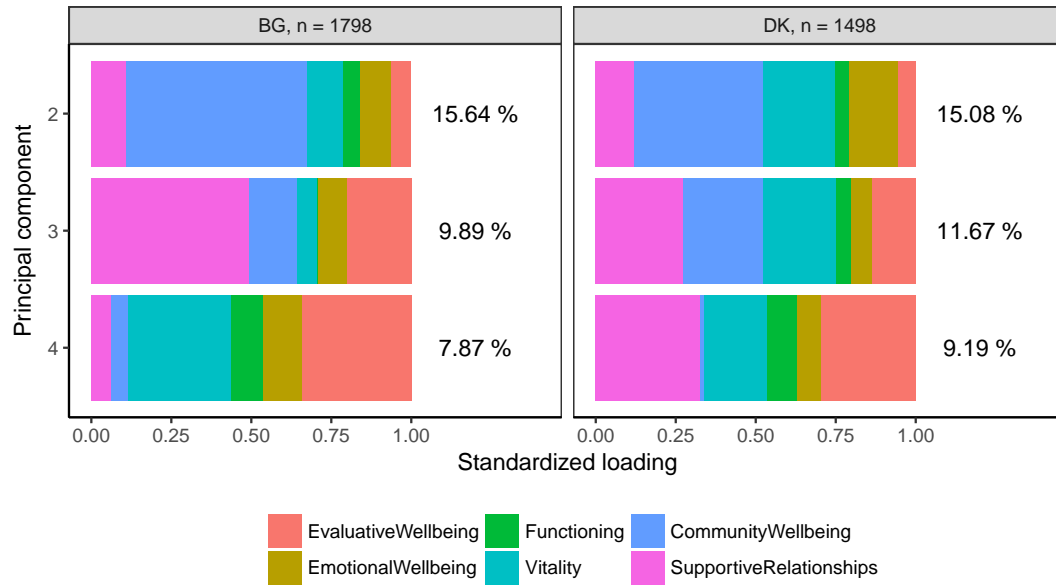 BG, n = 1798
DK, n = 1498
Principal component
2
15.64 %
15.08 %
3
9.89 %
11.67 %
4
7.87 %
9.19 %
0.00 0.25 0.50 0.75 1.00
0.00 0.25 0.50 0.75 1.00
Standardized loading
EvaluativeWellbeing Functioning CommunityWellbeing
EmotionalWellbeing Vitality SupportiveRelationships